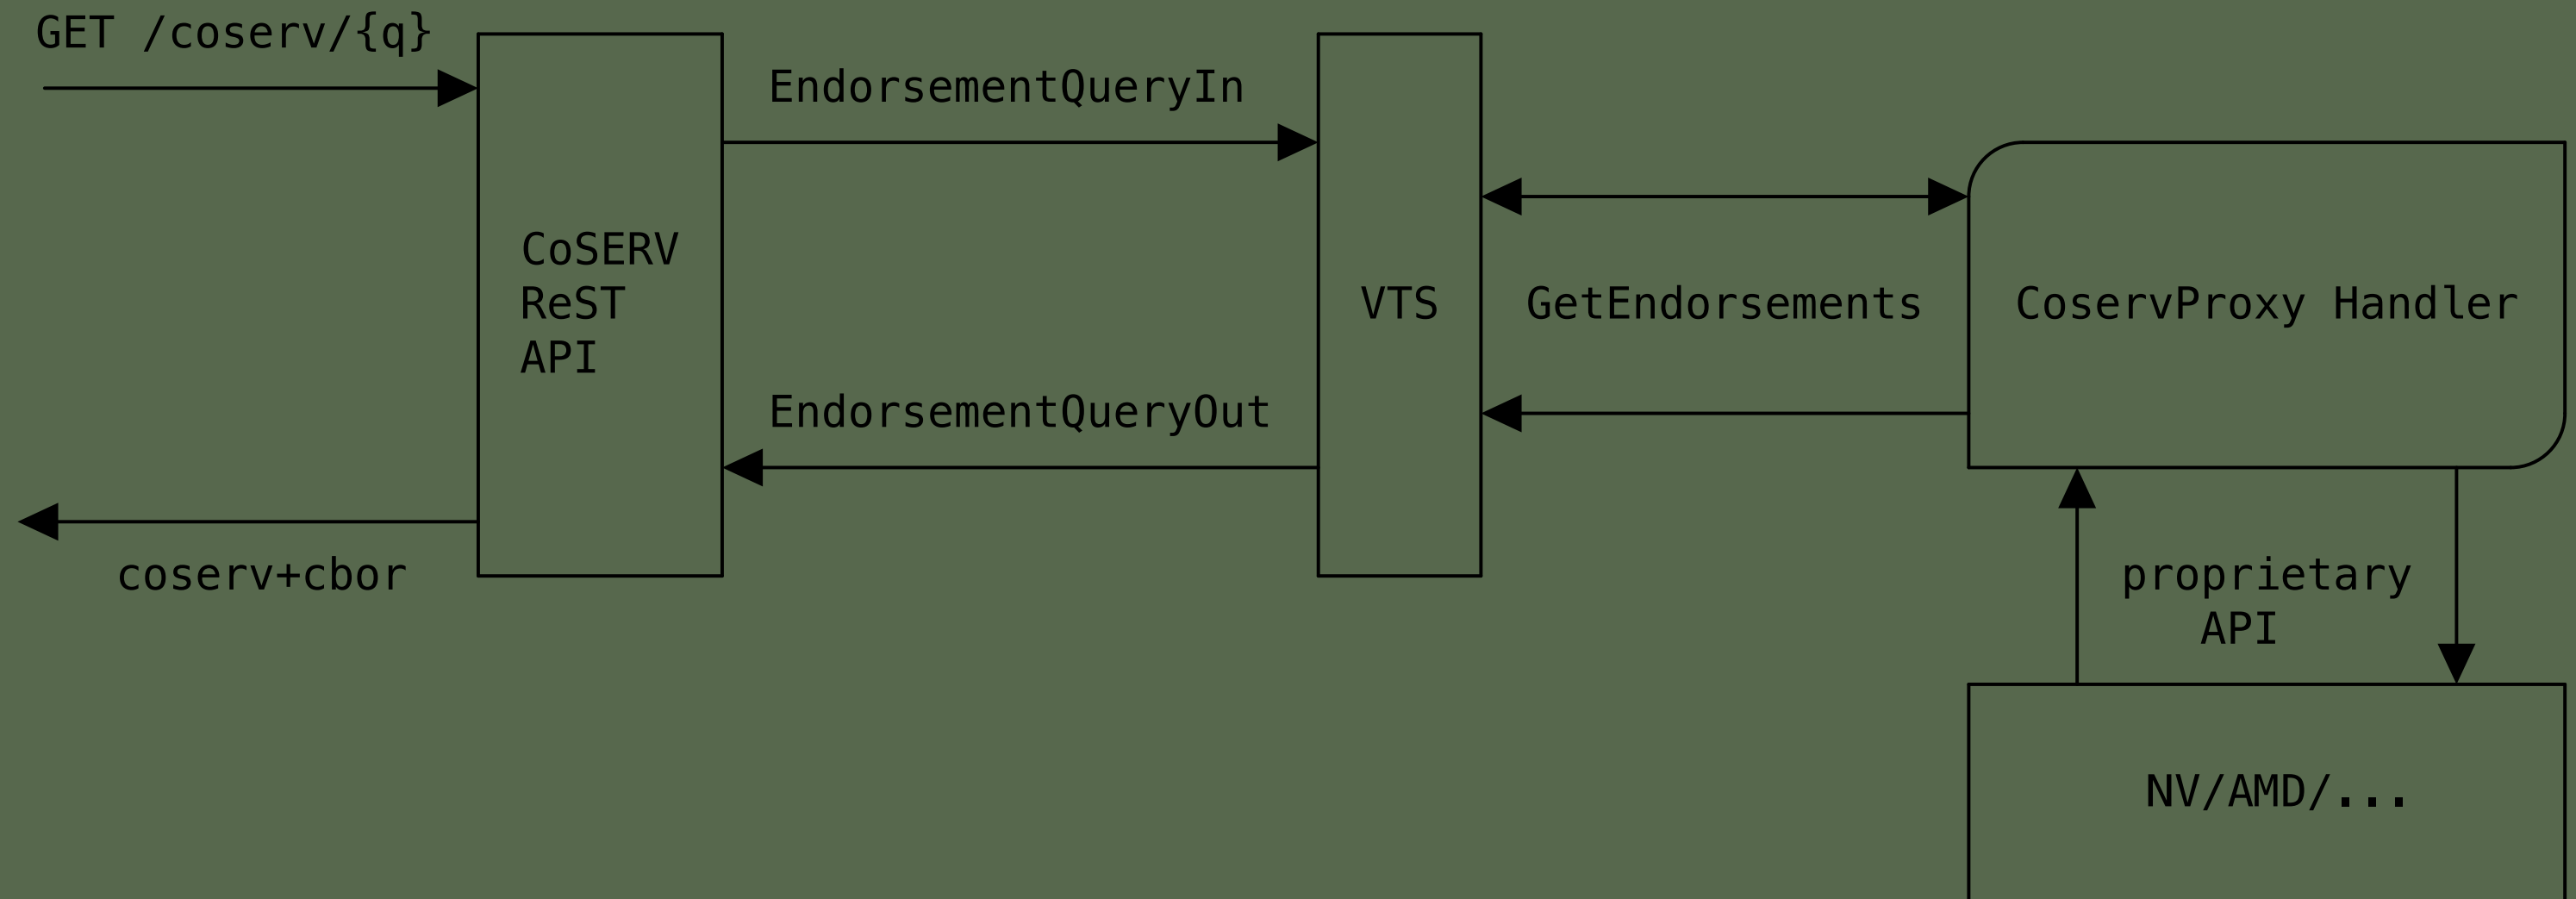 GET /coserv/{q}
EndorsementQueryIn
CoSERV
ReST
API
VTS
GetEndorsements
CoservProxy Handler
EndorsementQueryOut
coserv+cbor
proprietary
API
NV/AMD/...